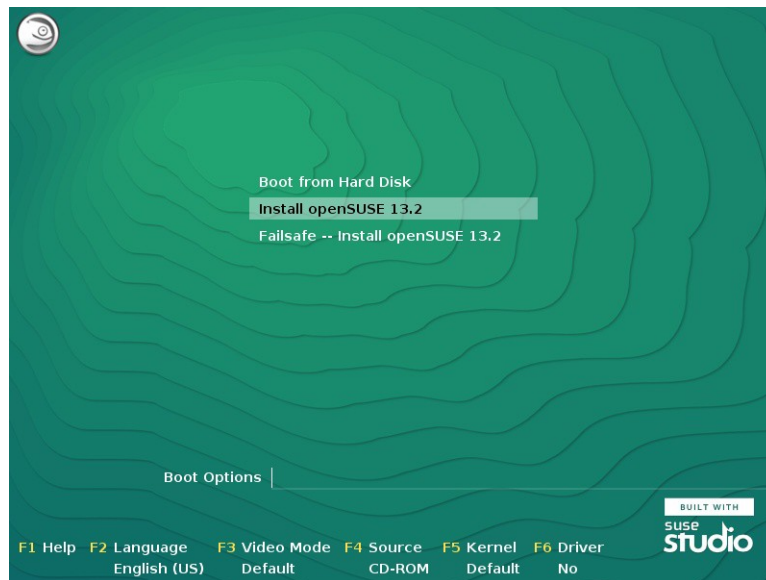 Boot from Hard Disk
Install openSUSE 13.2
Failsafe -- Install openSUSE 13.2
Boot Options
BUILT WITH
suse
studio
F1 Help F2 Language F3 Video Mode F4 Source F5 Kernel F6 Driver
English (US) Default CD-ROM Default No